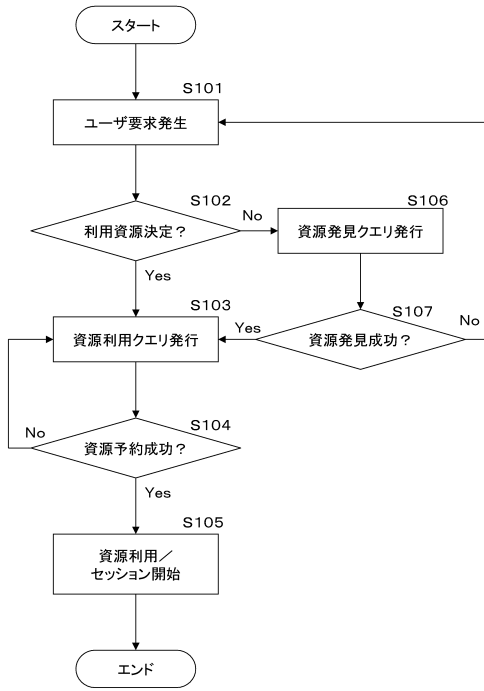 スタート
S101
ユーザ要求発生
S102
利用資源決定？
No
S106
資源発見クエリ発行
Yes
S103
資源利用クエリ発行
S107
資源発見成功？
Yes
No
S104
資源予約成功？
No
Yes
S105
資源利用／
セッション開始
エンド